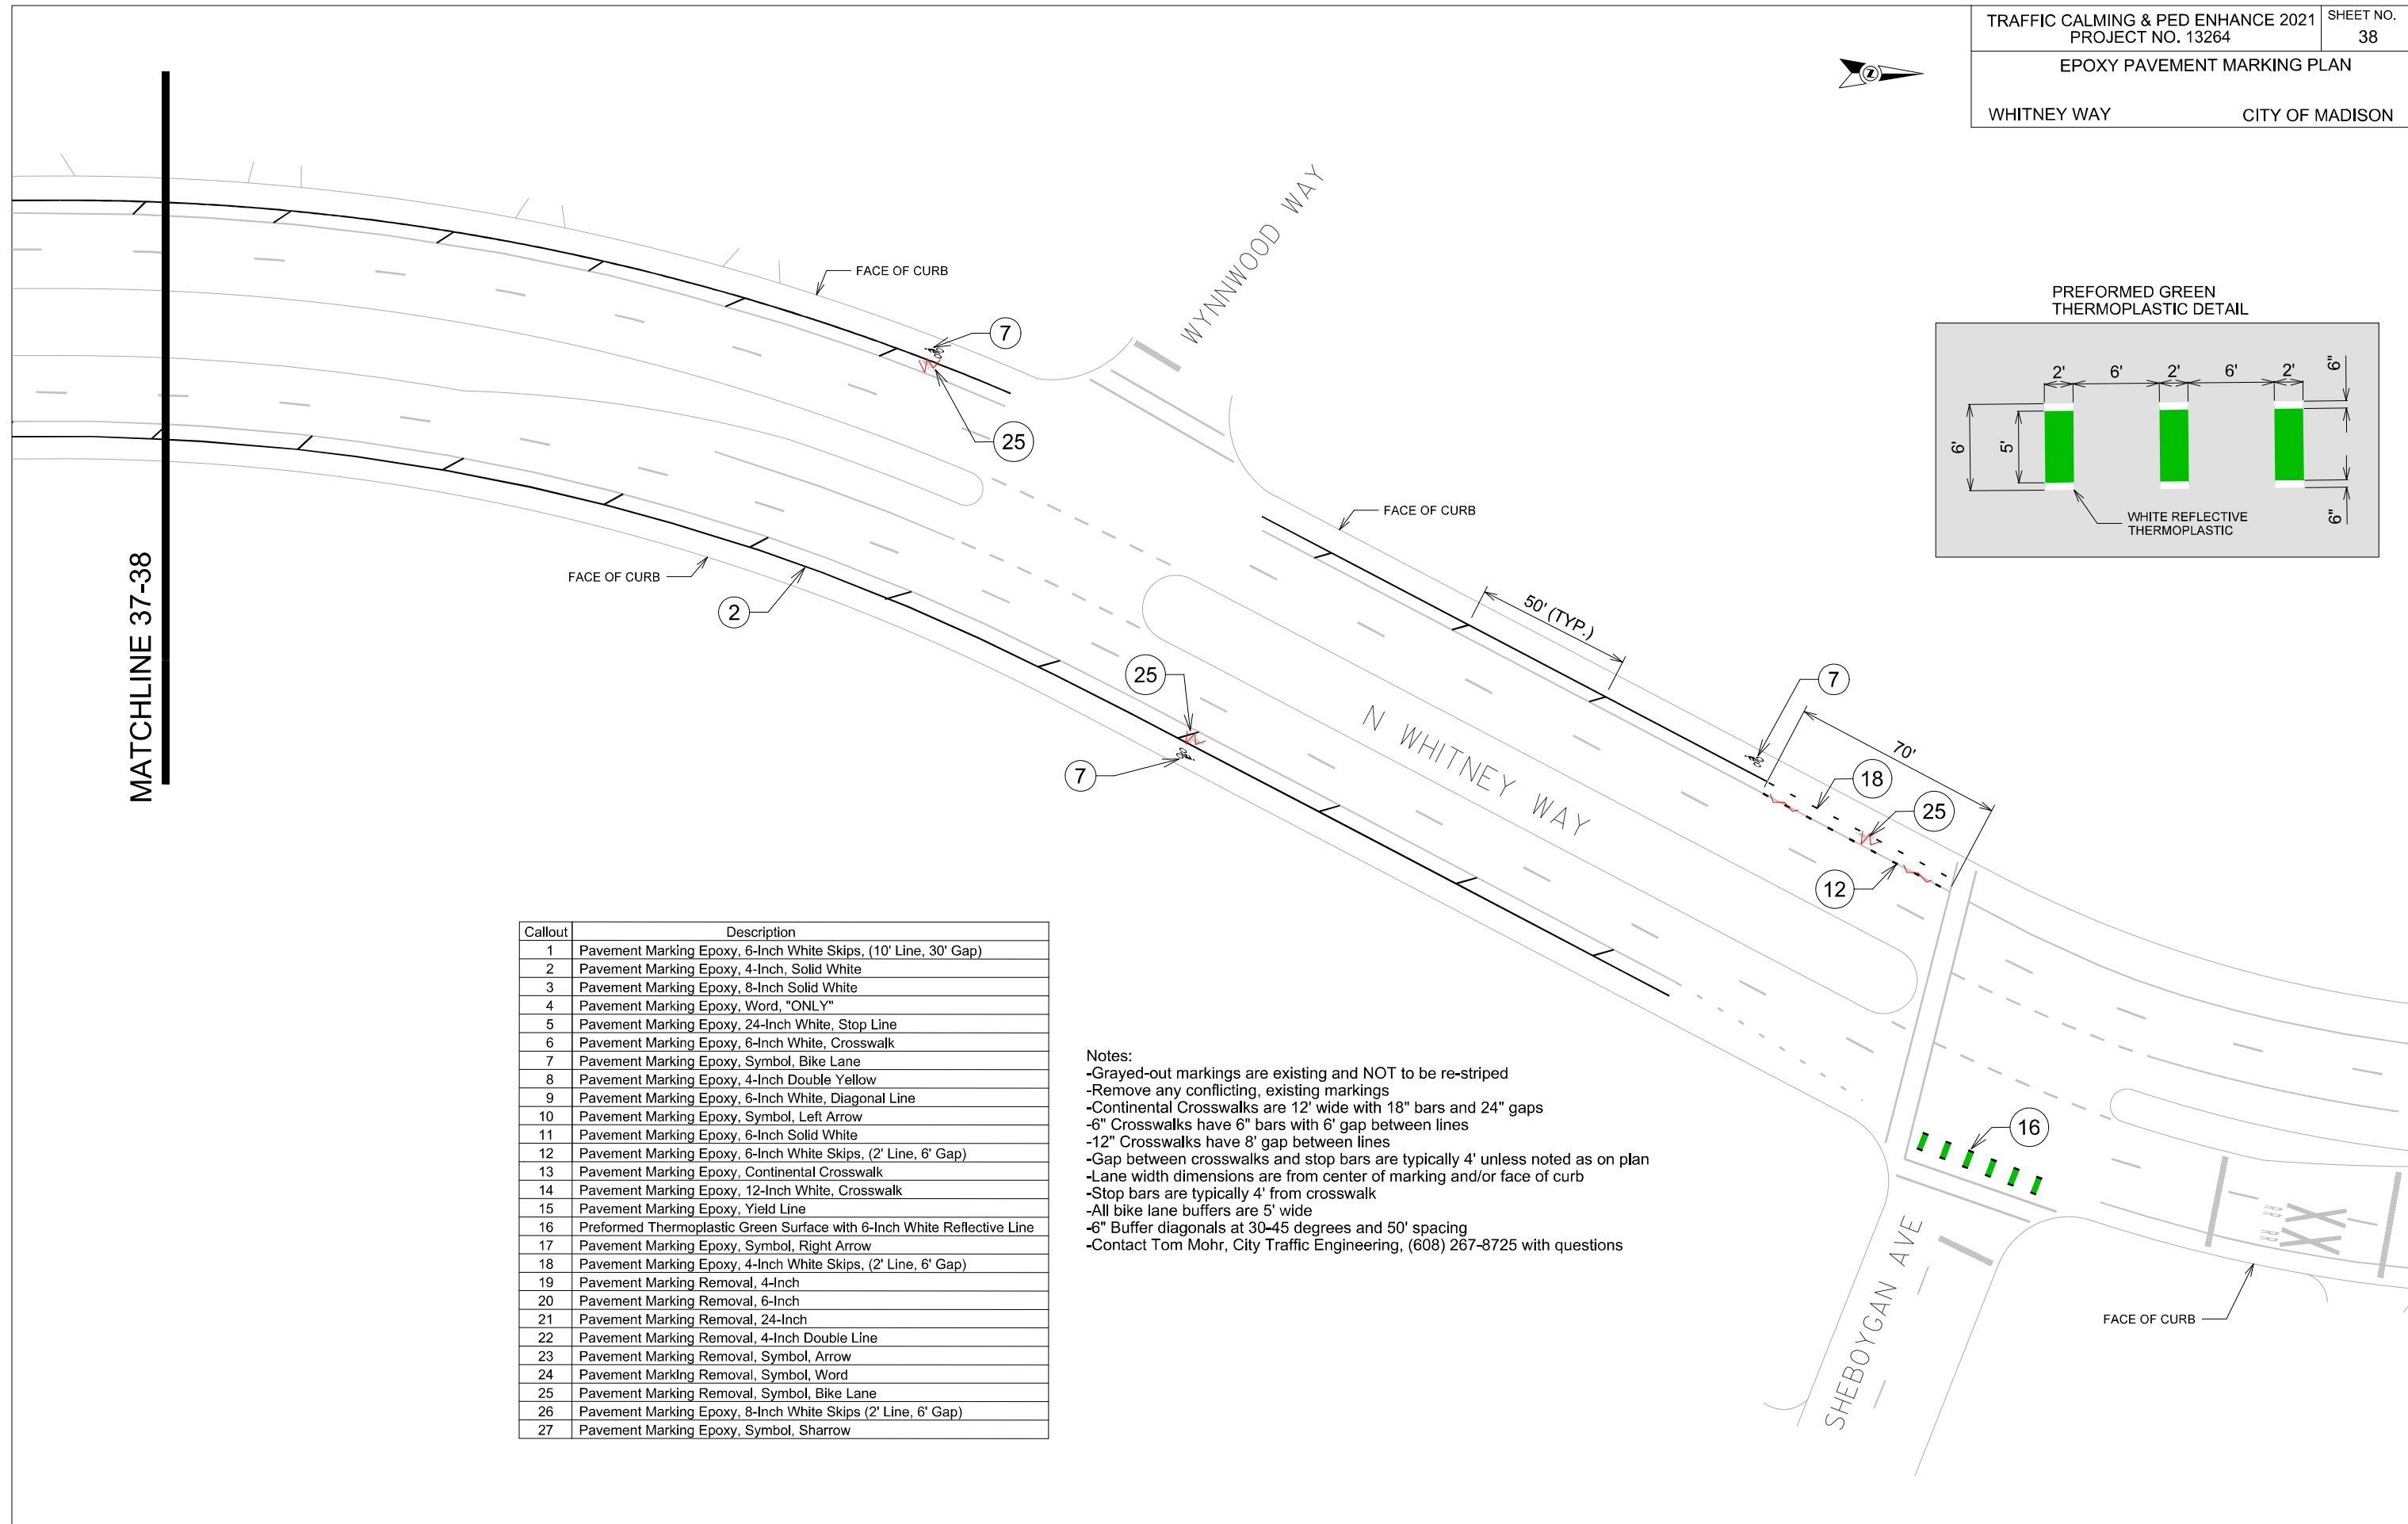 TRAFFIC CALMING & PED ENHANCE 2021
PROJECT NO. 13264
SHEET NO.
38
EPOXY PAVEMENT MARKING PLAN
WHITNEY WAY
CITY OF MADISON
MATCHLINE 37-38
FACE OF CURB
7
25
WYNNWOOD WAY
FACE OF CURB
2
FACE OF CURB
50' (TYP.)
25
7
N WHITNEY WAY
7
70'
18
25
12
PREFORMED GREEN
THERMOPLASTIC DETAIL
2'
6'
2'
6'
2'
6"
6'
5'
6"
WHITE REFLECTIVE
THERMOPLASTIC
16
SHEBOYGAN AVE
FACE OF CURB
Callout Description
1 Pavement Marking Epoxy, 6-Inch White Skips, (10' Line, 30' Gap)
2 Pavement Marking Epoxy, 4-Inch, Solid White
3 Pavement Marking Epoxy, 8-Inch Solid White
4 Pavement Marking Epoxy, Word, "ONLY"
5 Pavement Marking Epoxy, 24-Inch White, Stop Line
6 Pavement Marking Epoxy, 6-Inch White, Crosswalk
7 Pavement Marking Epoxy, Symbol, Bike Lane
8 Pavement Marking Epoxy, 4-Inch Double Yellow
9 Pavement Marking Epoxy, 6-Inch White, Diagonal Line
10 Pavement Marking Epoxy, Symbol, Left Arrow
11 Pavement Marking Epoxy, 6-Inch Solid White
12 Pavement Marking Epoxy, 6-Inch White Skips, (2' Line, 6' Gap)
13 Pavement Marking Epoxy, Continental Crosswalk
14 Pavement Marking Epoxy, 12-Inch White, Crosswalk
15 Pavement Marking Epoxy, Yield Line
16 Preformed Thermoplastic Green Surface with 6-Inch White Reflective Line
17 Pavement Marking Epoxy, Symbol, Right Arrow
18 Pavement Marking Epoxy, 4-Inch White Skips, (2' Line, 6' Gap)
19 Pavement Marking Removal, 4-Inch
20 Pavement Marking Removal, 6-Inch
21 Pavement Marking Removal, 24-Inch
22 Pavement Marking Removal, 4-Inch Double Line
23 Pavement Marking Removal, Symbol, Arrow
24 Pavement Marking Removal, Symbol, Word
25 Pavement Marking Removal, Symbol, Bike Lane
26 Pavement Marking Epoxy, 8-Inch White Skips (2' Line, 6' Gap)
27 Pavement Marking Epoxy, Symbol, Sharrow
Notes:
-Grayed-out markings are existing and NOT to be re-striped
-Remove any conflicting, existing markings
-Continental Crosswalks are 12' wide with 18" bars and 24" gaps
-6" Crosswalks have 6" bars with 6' gap between lines
-12" Crosswalks have 8' gap between lines
-Gap between crosswalks and stop bars are typically 4' unless noted as on plan
-Lane width dimensions are from center of marking and/or face of curb
-Stop bars are typically 4' from crosswalk
-All bike lane buffers are 5' wide
-6" Buffer diagonals at 30-45 degrees and 50' spacing
-Contact Tom Mohr, City Traffic Engineering, (608) 267-8725 with questions